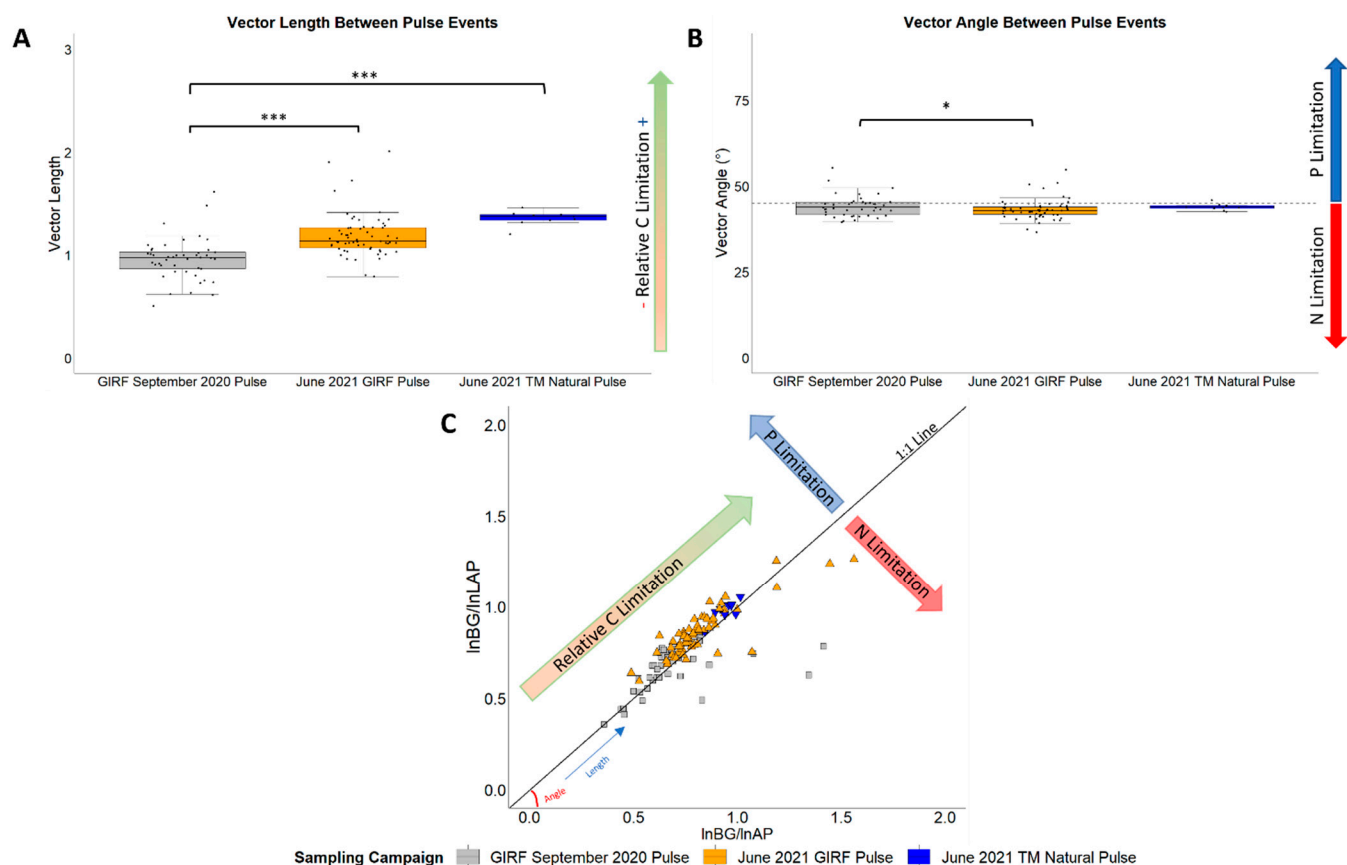 A
Vector Length Between Pulse Events
3
2
1
0
Vector Length
***
***
- Relative C Limitation +
GIRF September 2020 Pulse
June 2021 GIRF Pulse
June 2021 TM Natural Pulse
B
Vector Angle Between Pulse Events
75
50
25
0
Vector Angle (°)
*
P Limitation
N Limitation
GIRF September 2020 Pulse
June 2021 GIRF Pulse
June 2021 TM Natural Pulse
C
2.0
1.5
1.0
0.5
0.0
lnBG/lnLAP
P Limitation
1:1 Line
N Limitation
Relative C Limitation
Length
Angle
0.0 0.5 1.0 1.5 2.0
lnBG/lnAP
Sampling Campaign GIRF September 2020 Pulse June 2021 GIRF Pulse June 2021 TM Natural Pulse